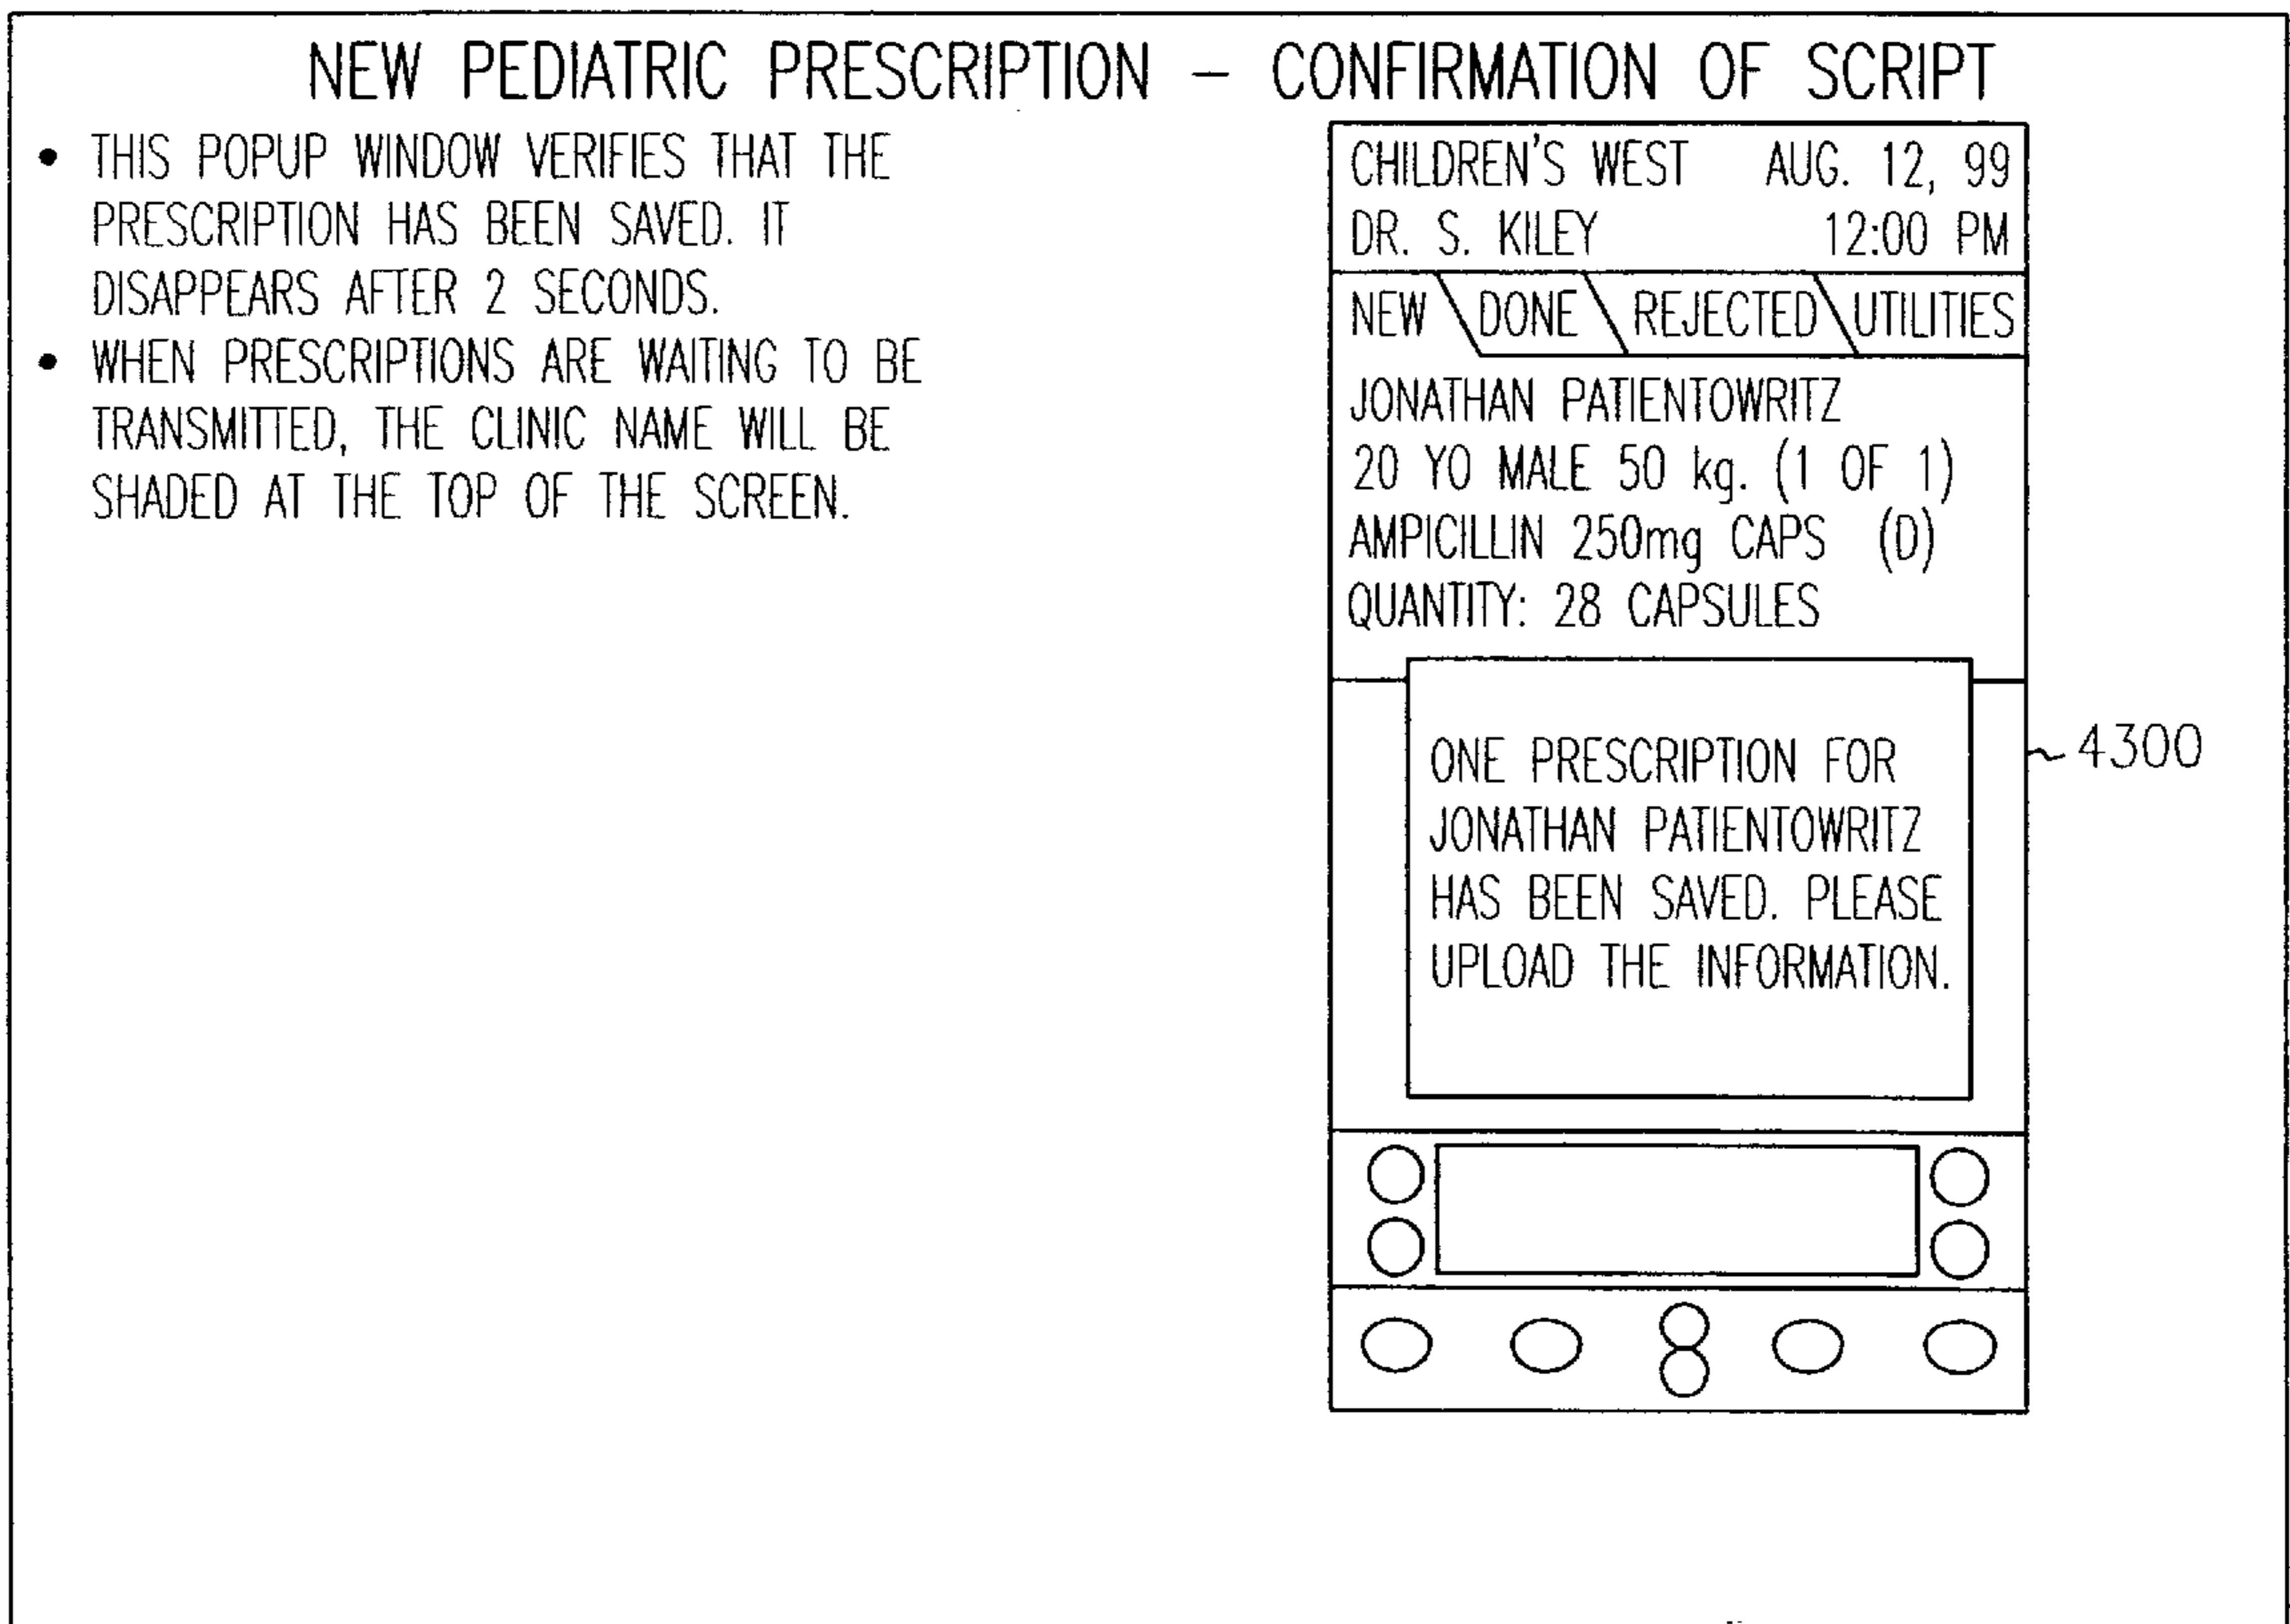 NEW PEDIATRIC PRESCRIPTION – CONFIRMATION OF SCRIPT
• THIS POPUP WINDOW VERIFIES THAT THE
PRESCRIPTION HAS BEEN SAVED. IT
DISAPPEARS AFTER 2 SECONDS.
• WHEN PRESCRIPTIONS ARE WAITING TO BE
TRANSMITTED, THE CLINIC NAME WILL BE
SHADED AT THE TOP OF THE SCREEN.
CHILDREN'S WEST AUG. 12, 99
DR. S. KILEY 12:00 PM
NEW DONE REJECTED UTILITIES
JONATHAN PATIENTOWRITZ
20 YO MALE 50 kg. (1 OF 1)
AMPICILLIN 250mg CAPS (D)
QUANTITY: 28 CAPSULES
ONE PRESCRIPTION FOR
JONATHAN PATIENTOWRITZ
HAS BEEN SAVED. PLEASE
UPLOAD THE INFORMATION.
4300